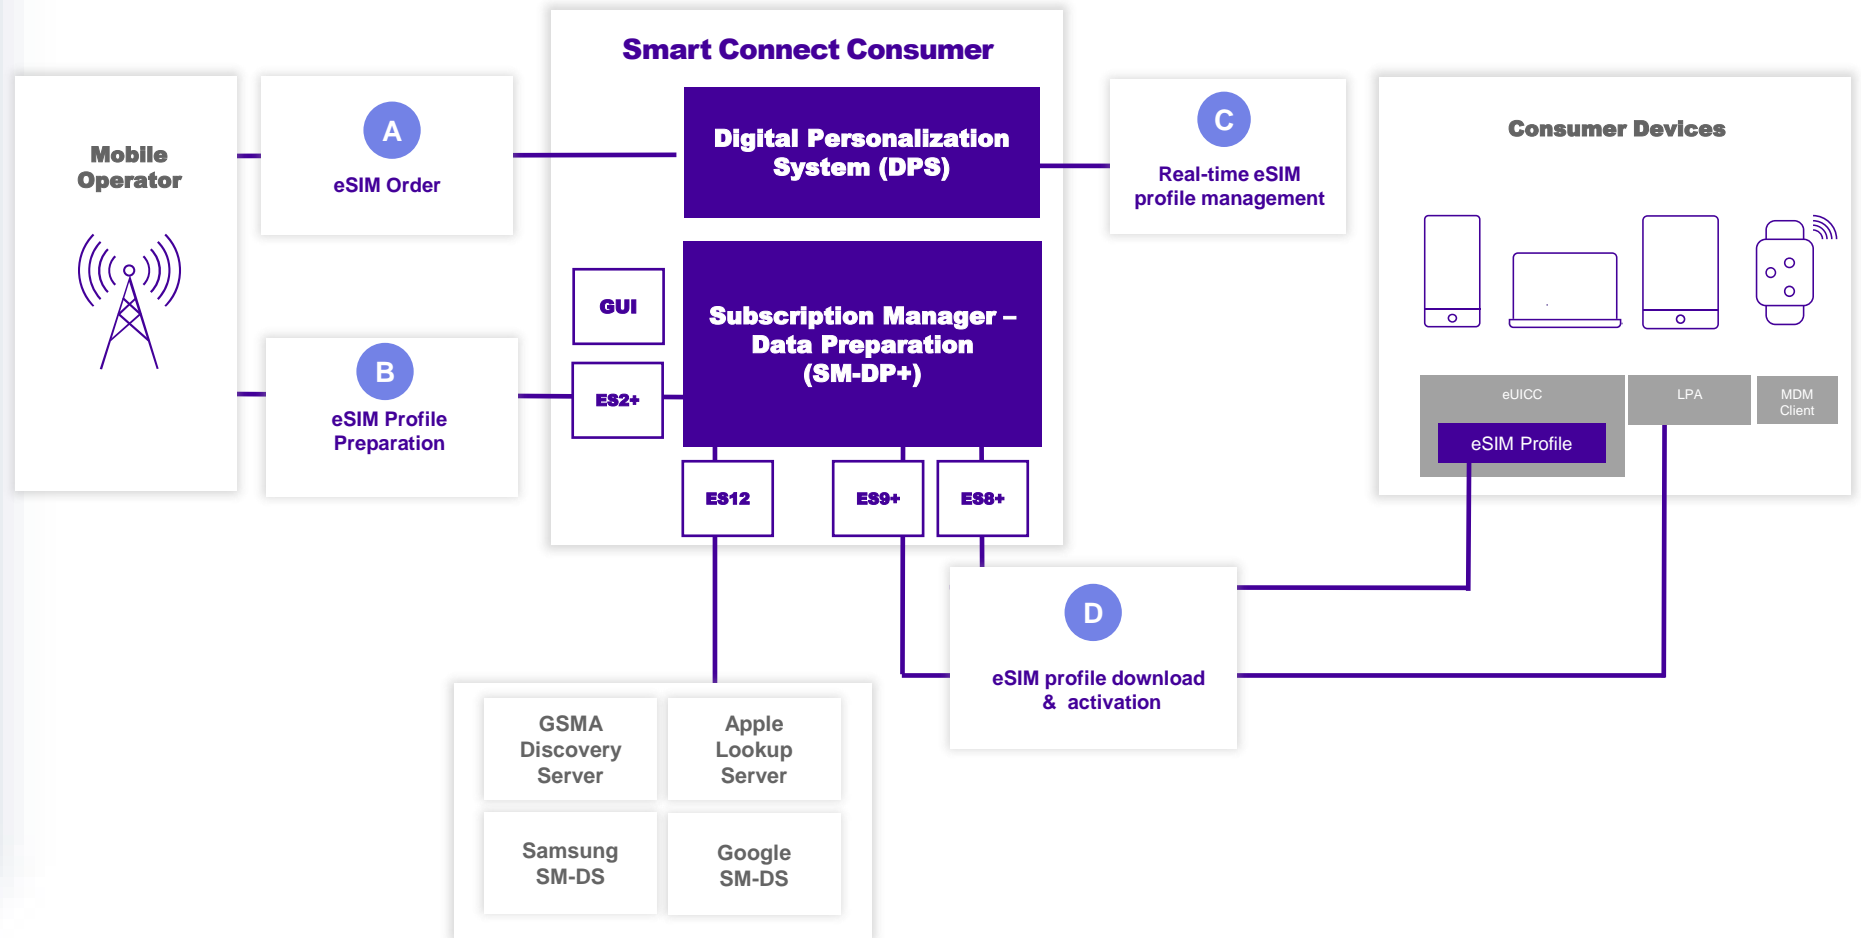 Smart Connect Consumer
Mobile
Operator
A
eSIM Order
Digital Personalization
System (DPS)
C
Real-time eSIM
profile management
Consumer Devices
GUI
Subscription Manager –
Data Preparation
(SM-DP+)
B
eSIM Profile
Preparation
ES2+
eUICC
LPA
MDM
Client
eSIM Profile
ES12
ES9+
ES8+
D
eSIM profile download
& activation
GSMA
Discovery
Server
Apple
Lookup
Server
Samsung
SM-DS
Google
SM-DS